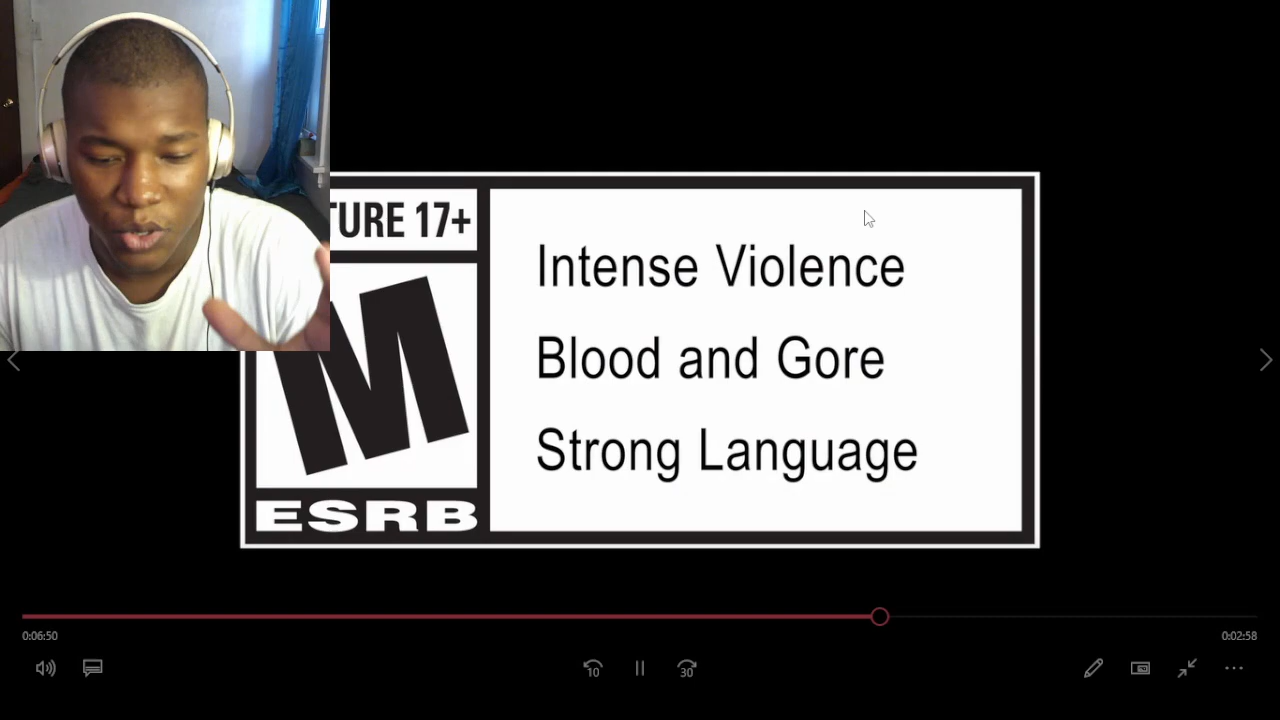 TURE 17+
Intense Violence
Blood and Gore
Strong Language
M
ESRB
0:06:50
0:02:58
10
30